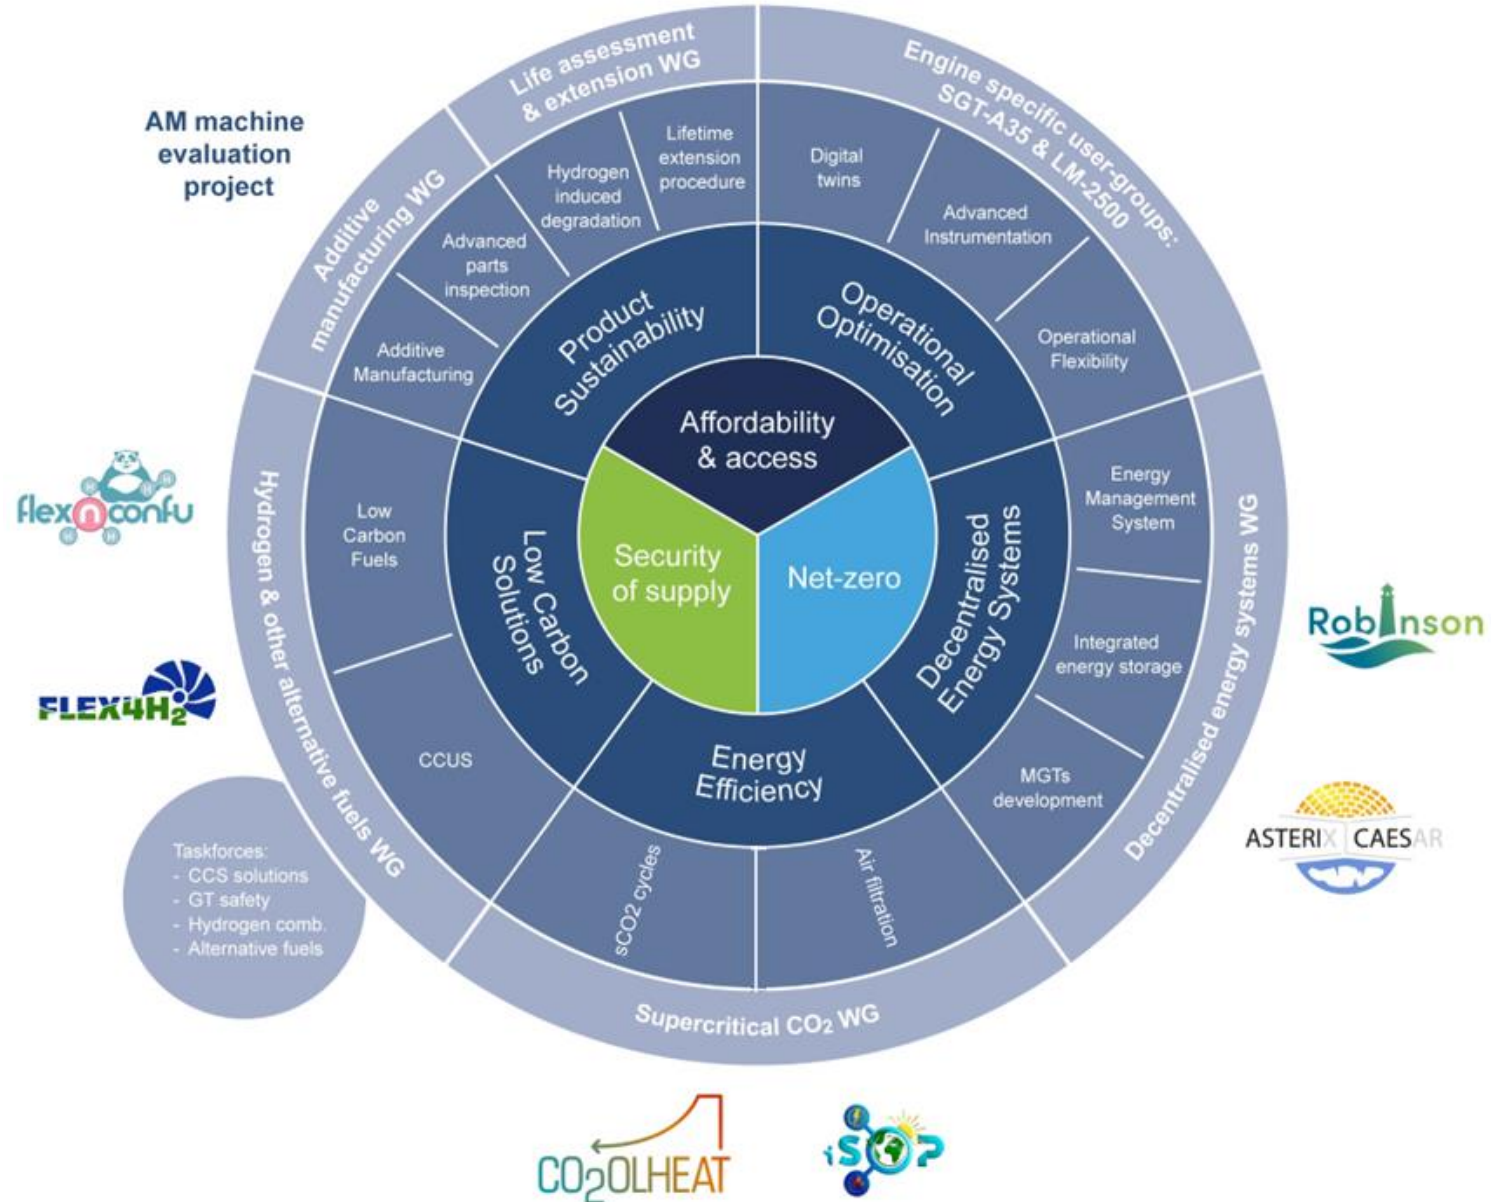 Life assessment
& extension WG
Engine specific user-groups:
SGT-A35 & LM-2500
AM machine
evaluation
project
Additive
manufacturing WG
Lifetime
extension
procedure
Hydrogen
induced
degradation
Advanced
parts
inspection
Additive
Manufacturing
Digital
twins
Advanced
Instrumentation
Operational
Flexibility
Product
Sustainability
Operational
Optimisation
Affordability
& access
Security
of supply
Net-zero
Low Carbon
Solutions
Decentralised
Energy Systems
Energy
Efficiency
Low
Carbon
Fuels
CCUS
Energy
Management
System
Integrated
energy storage
MGTs
development
sCO2 cycles
Air filtration
Hydrogen & other alternative fuels WG
Decentralised energy systems WG
Supercritical CO2 WG
flexnconfu
H H H H H
FLEX4H2
Taskforces:
- CCS solutions
- GT safety
- Hydrogen comb.
- Alternative fuels
RobInson
ASTERIX CAESAR
CO2OLHEAT
iSOP